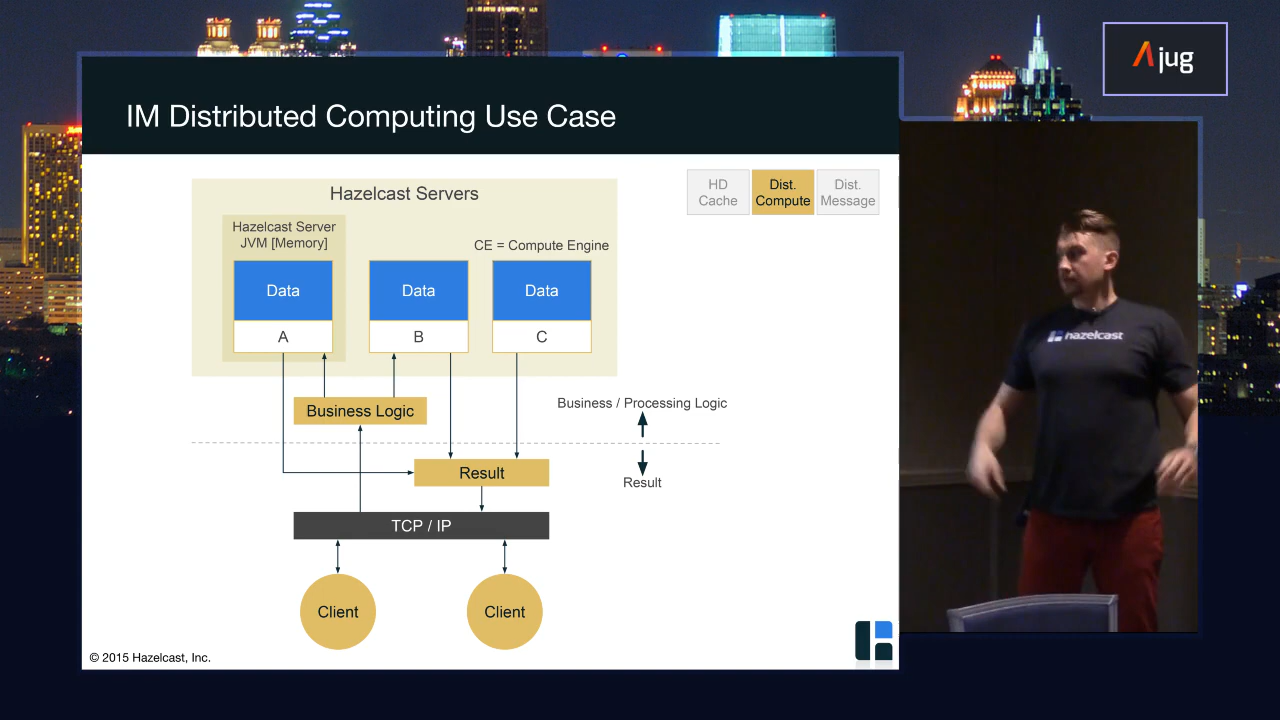 jug
IM Distributed Computing Use Case
HD
Cache
Dist.
Compute
Dist.
Message
Hazelcast Servers
Hazelcast Server
JVM [Memory]
CE = Compute Engine
Data
Data
Data
A
B
C
Business Logic
Business / Processing Logic
Result
Result
TCP / IP
Client
Client
© 2015 Hazelcast, Inc.
hazelcast